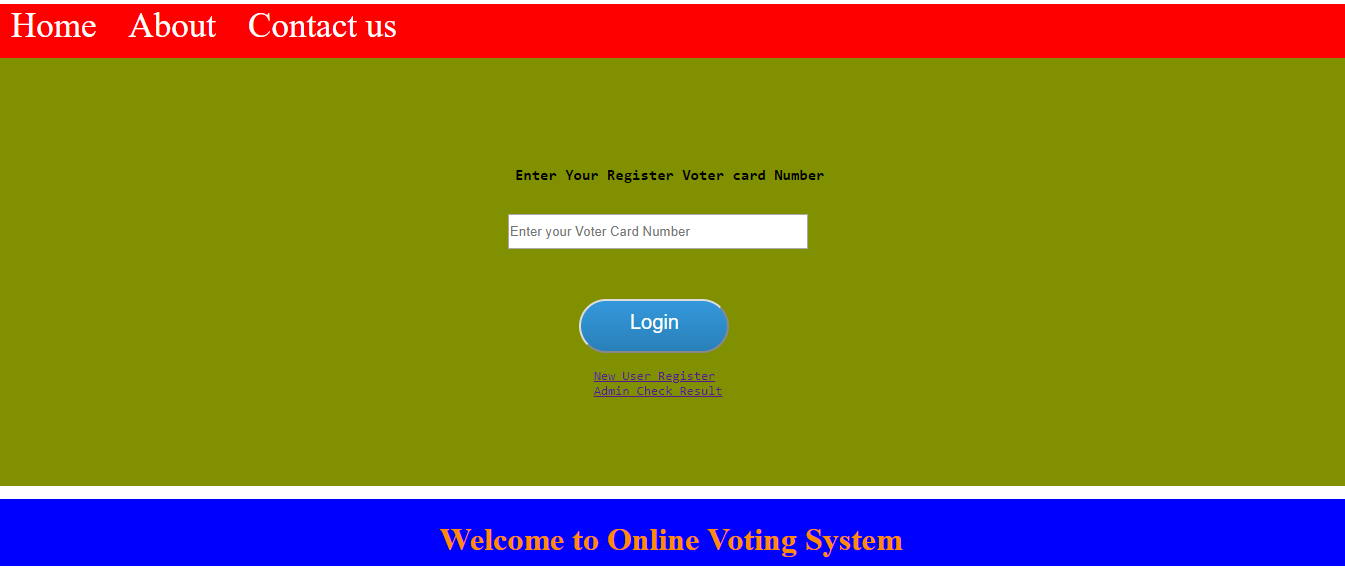 Home About Contact us
Enter Your Register Voter card Number
Enter your Voter Card Number
Login
New User Register
Admin Check Result
Welcome to Online Voting System